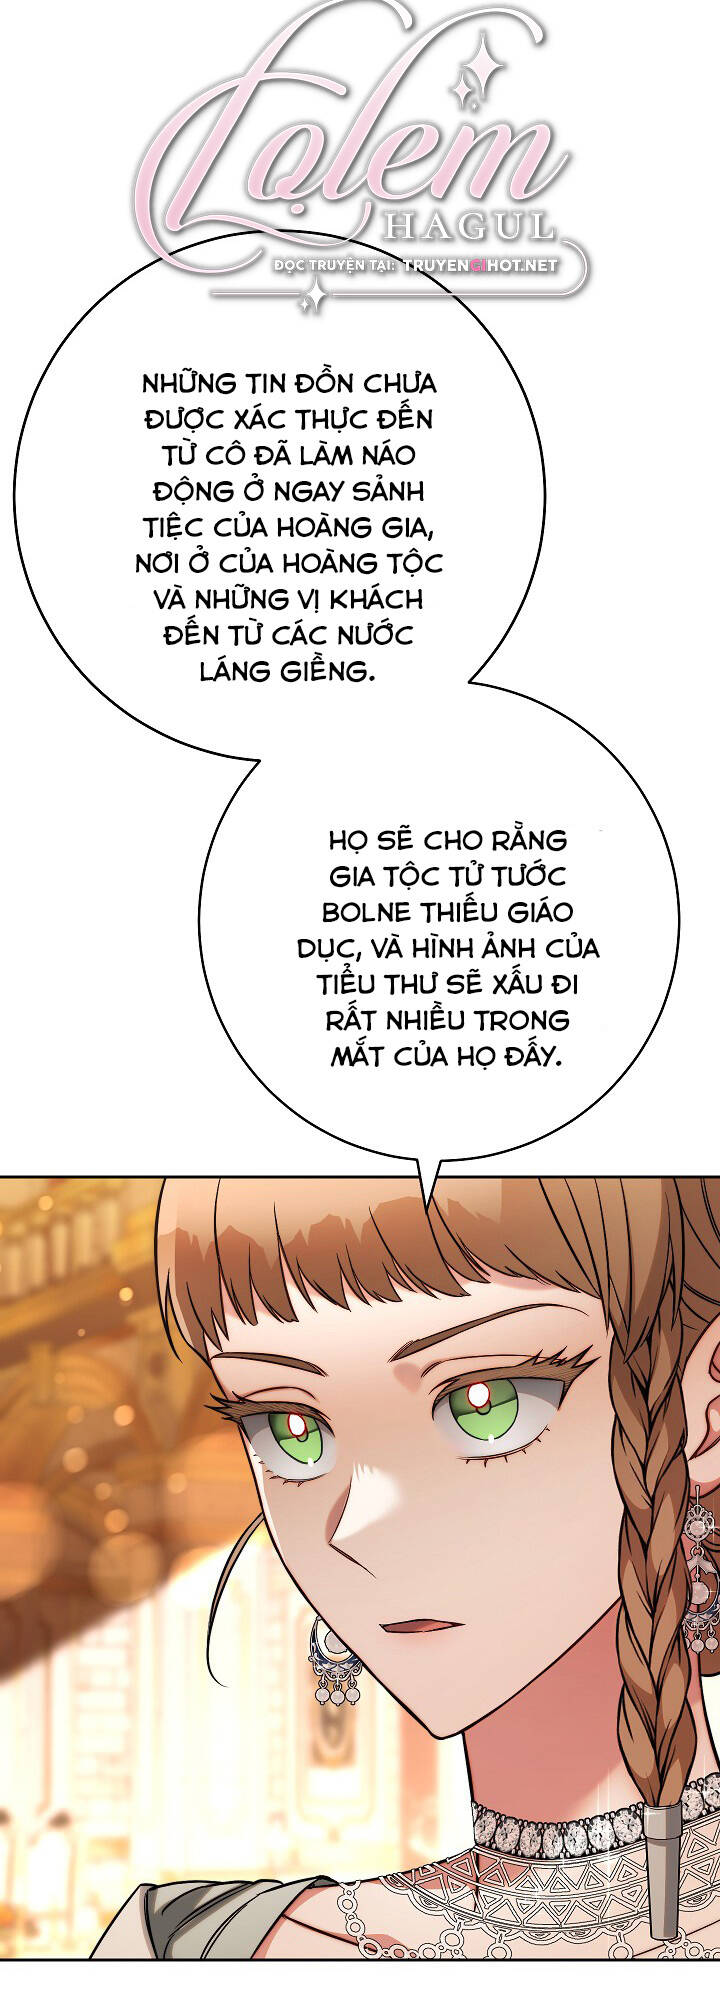 Lọlem
HAGUL
ĐỌC TRUYỆN TẠI: TRUYENGIHOT.NET
NHỮNG TIN ĐỒN CHƯA
ĐƯỢC XÁC THỰC ĐẾN
TỪ CÔ ĐÃ LÀM NÁO
ĐỘNG Ở NGAY SẢNH
TIỆC CỦA HOÀNG GIA,
NƠI Ở CỦA HOÀNG TỘC
VÀ NHỮNG VỊ KHÁCH
ĐẾN TỪ CÁC NƯỚC
LÁNG GIỀNG.
HỌ SẼ CHO RẰNG
GIA TỘC TỬ TƯỚC
BOLNE THIẾU GIÁO
DỤC, VÀ HÌNH ẢNH CỦA
TIỂU THƯ SẼ XẤU ĐI
RẤT NHIỀU TRONG
MẮT CỦA HỌ ĐẤY.